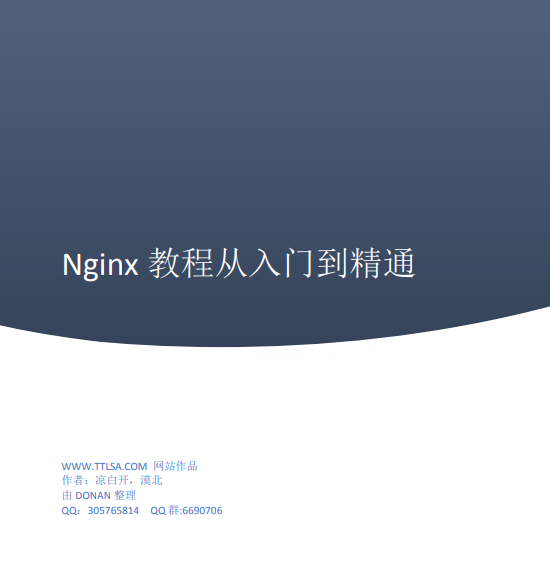 Nginx 教程从入门到精通
WWW.TTLSA.COM 网站作品
作者：凉白开，漠北
由 DONAN 整理
QQ：305765814 QQ 群:6690706